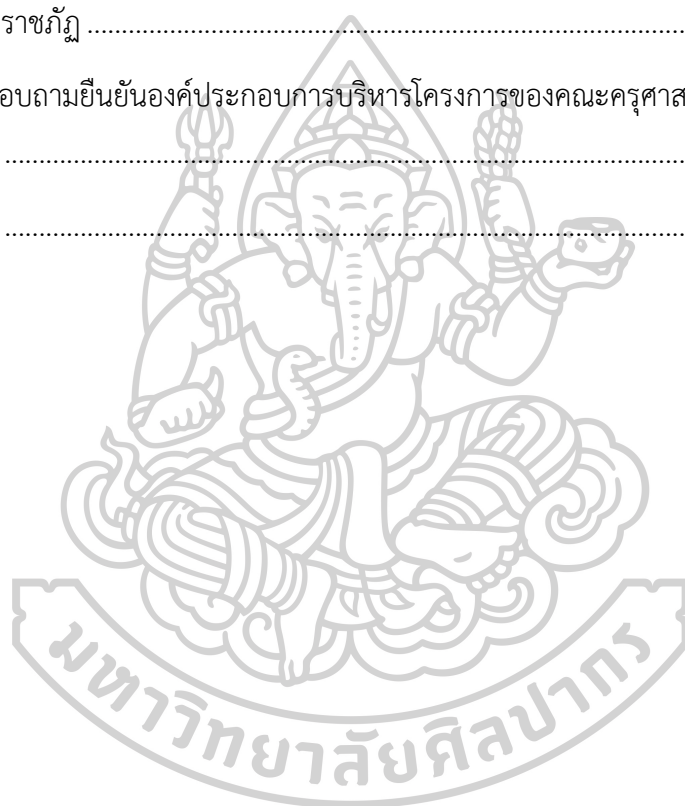 ราชภัฏ ........................................................................................................
อบถามยืนยันองค์ประกอบการบริหารโครงการของคณะครุศาส
........................................................................................................
........................................................................................................
มหาวิทยาลัยศิลปากร